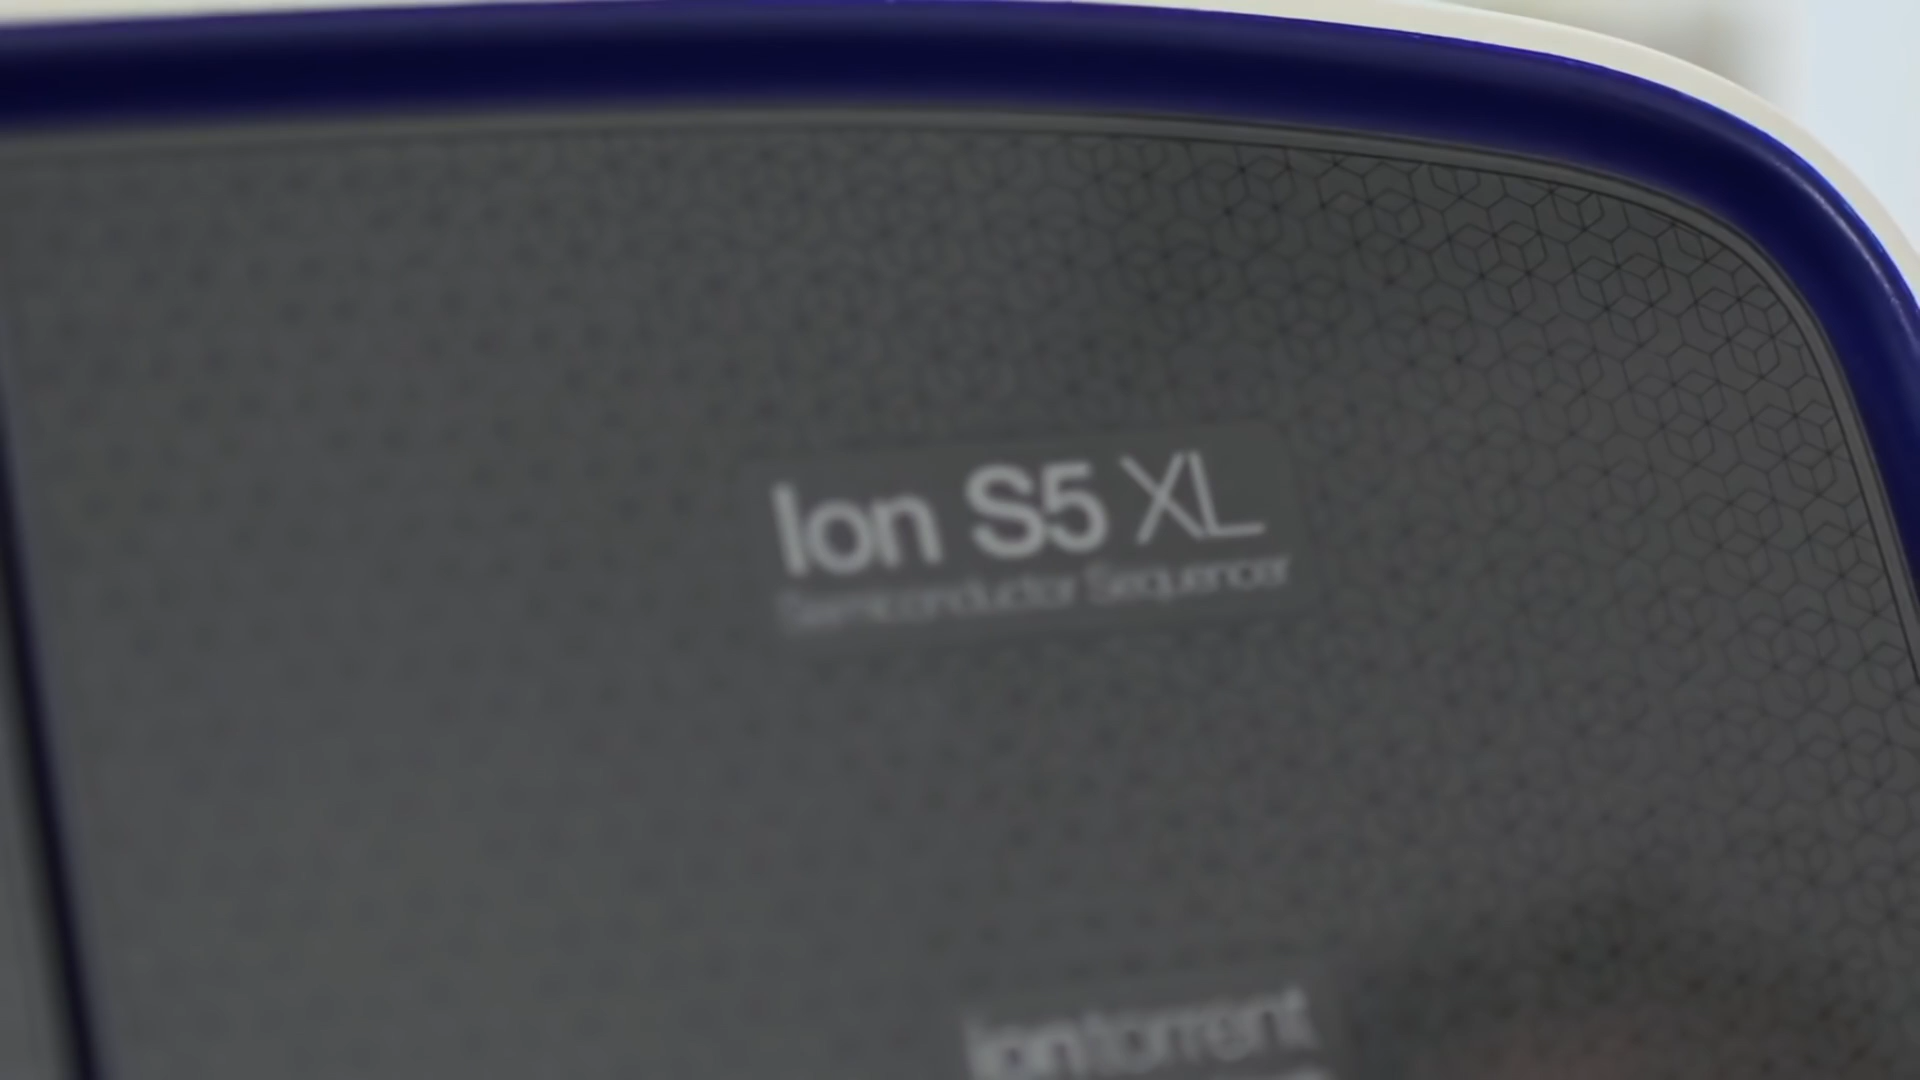 Ion S5 XL
Semiconductor Sequencer
iontorrent